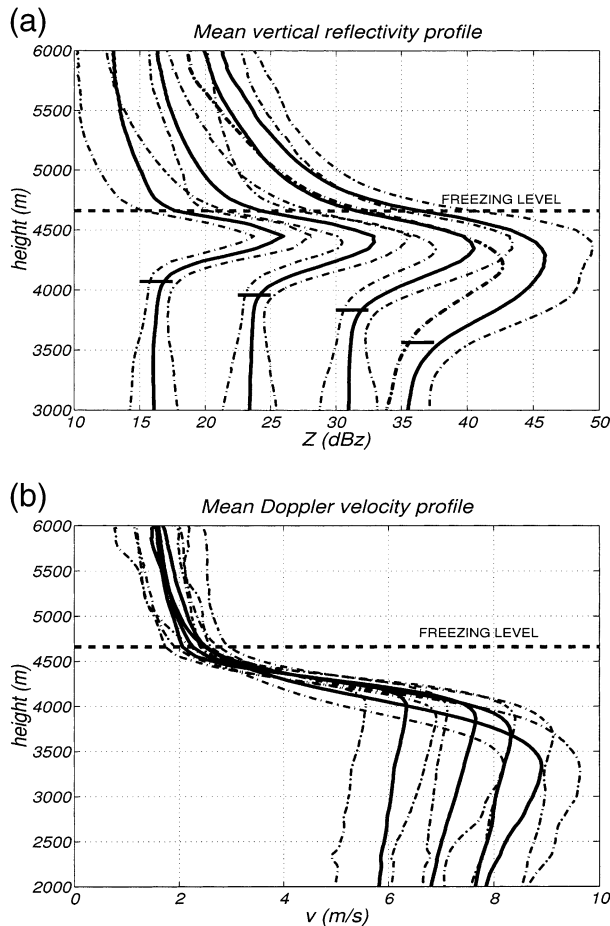 (a)
Mean vertical reflectivity profile
6000
5500
5000
4500
4000
3500
3000
height (m)
FREEZING LEVEL
10 15 20 25 30 35 40 45 50
Z (dBz)
(b)
Mean Doppler velocity profile
6000
5500
5000
4500
4000
3500
3000
2500
2000
height (m)
FREEZING LEVEL
0 2 4 6 8 10
v (m/s)